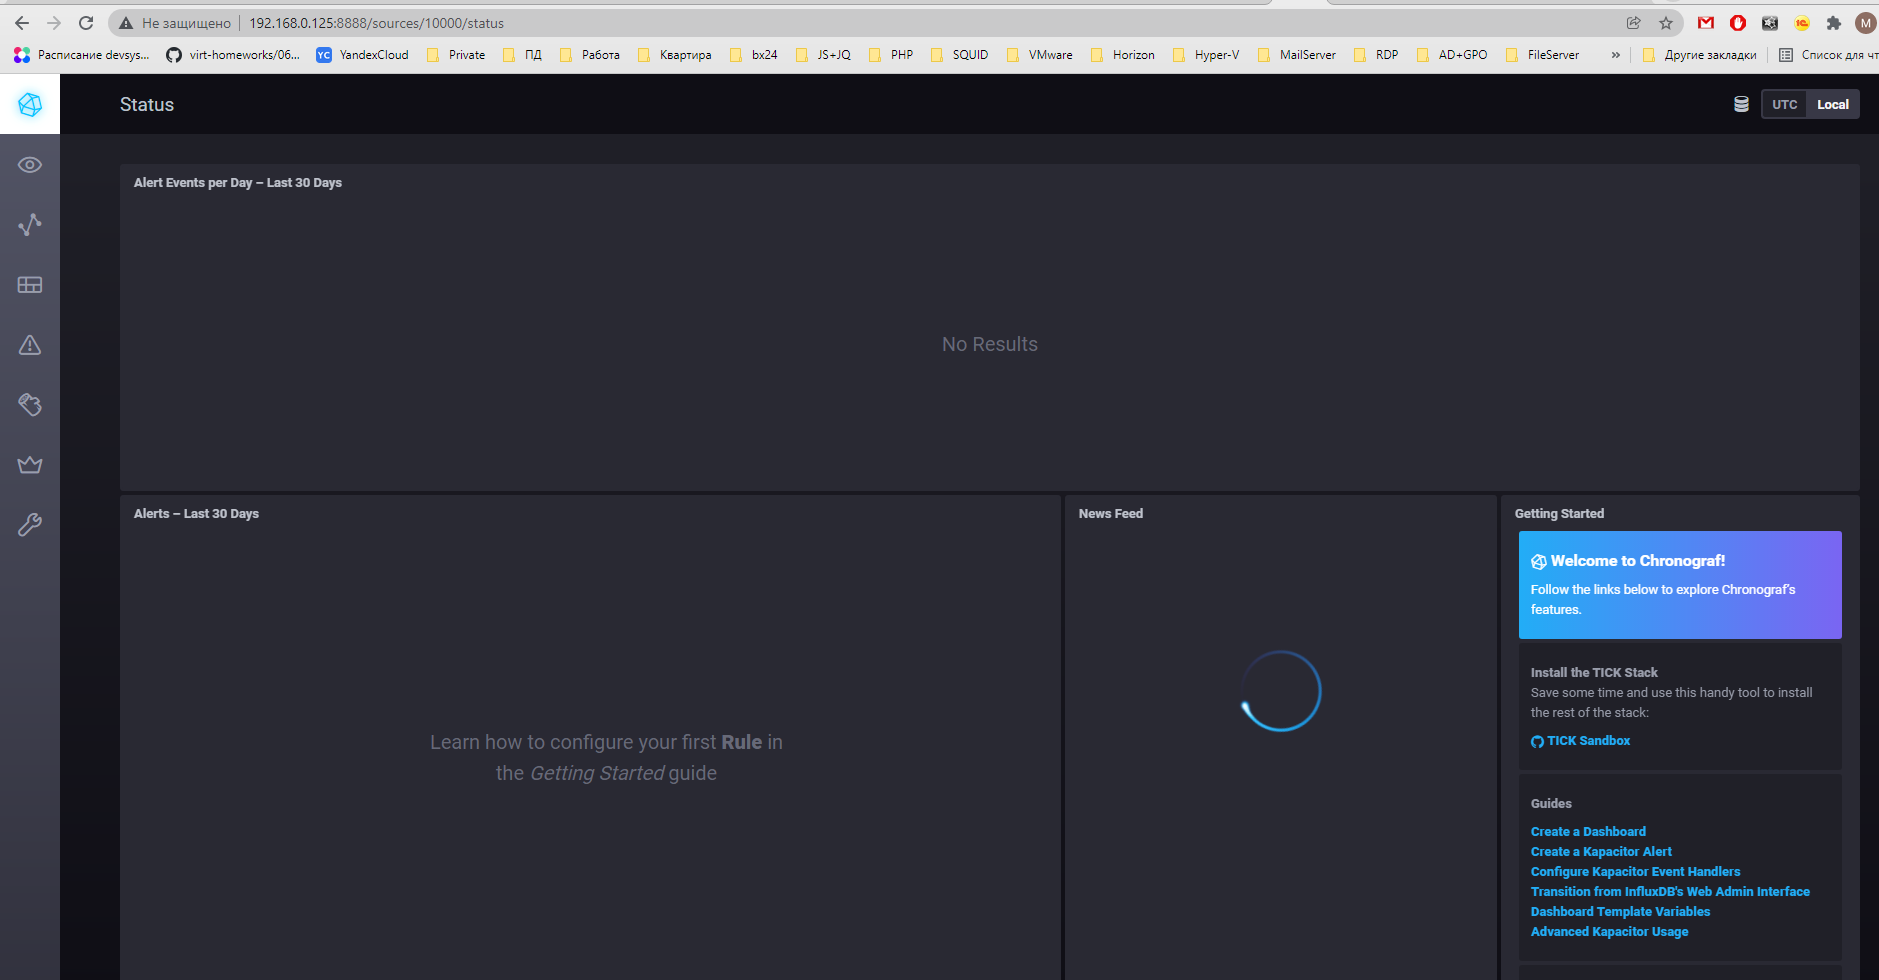 Не защищено
192.168.0.125:8888/sources/10000/status
M
Расписание devsys...
virt-homeworks/06...
YC YandexCloud
Private
ПД
Работа
Квартира
bx24
JS+JQ
PHP
SQUID
VMware
Horizon
Hyper-V
MailServer
RDP
AD+GPO
FileServer
»
Другие закладки
Список для чт
Status
UTC
Local
Alert Events per Day – Last 30 Days
No Results
Alerts – Last 30 Days
Learn how to configure your first Rule in
the Getting Started guide
News Feed
Getting Started
Welcome to Chronograf!
Follow the links below to explore Chronograf's
features.
Install the TICK Stack
Save some time and use this handy tool to install
the rest of the stack:
TICK Sandbox
Guides
Create a Dashboard
Create a Kapacitor Alert
Configure Kapacitor Event Handlers
Transition from InfluxDB's Web Admin Interface
Dashboard Template Variables
Advanced Kapacitor Usage